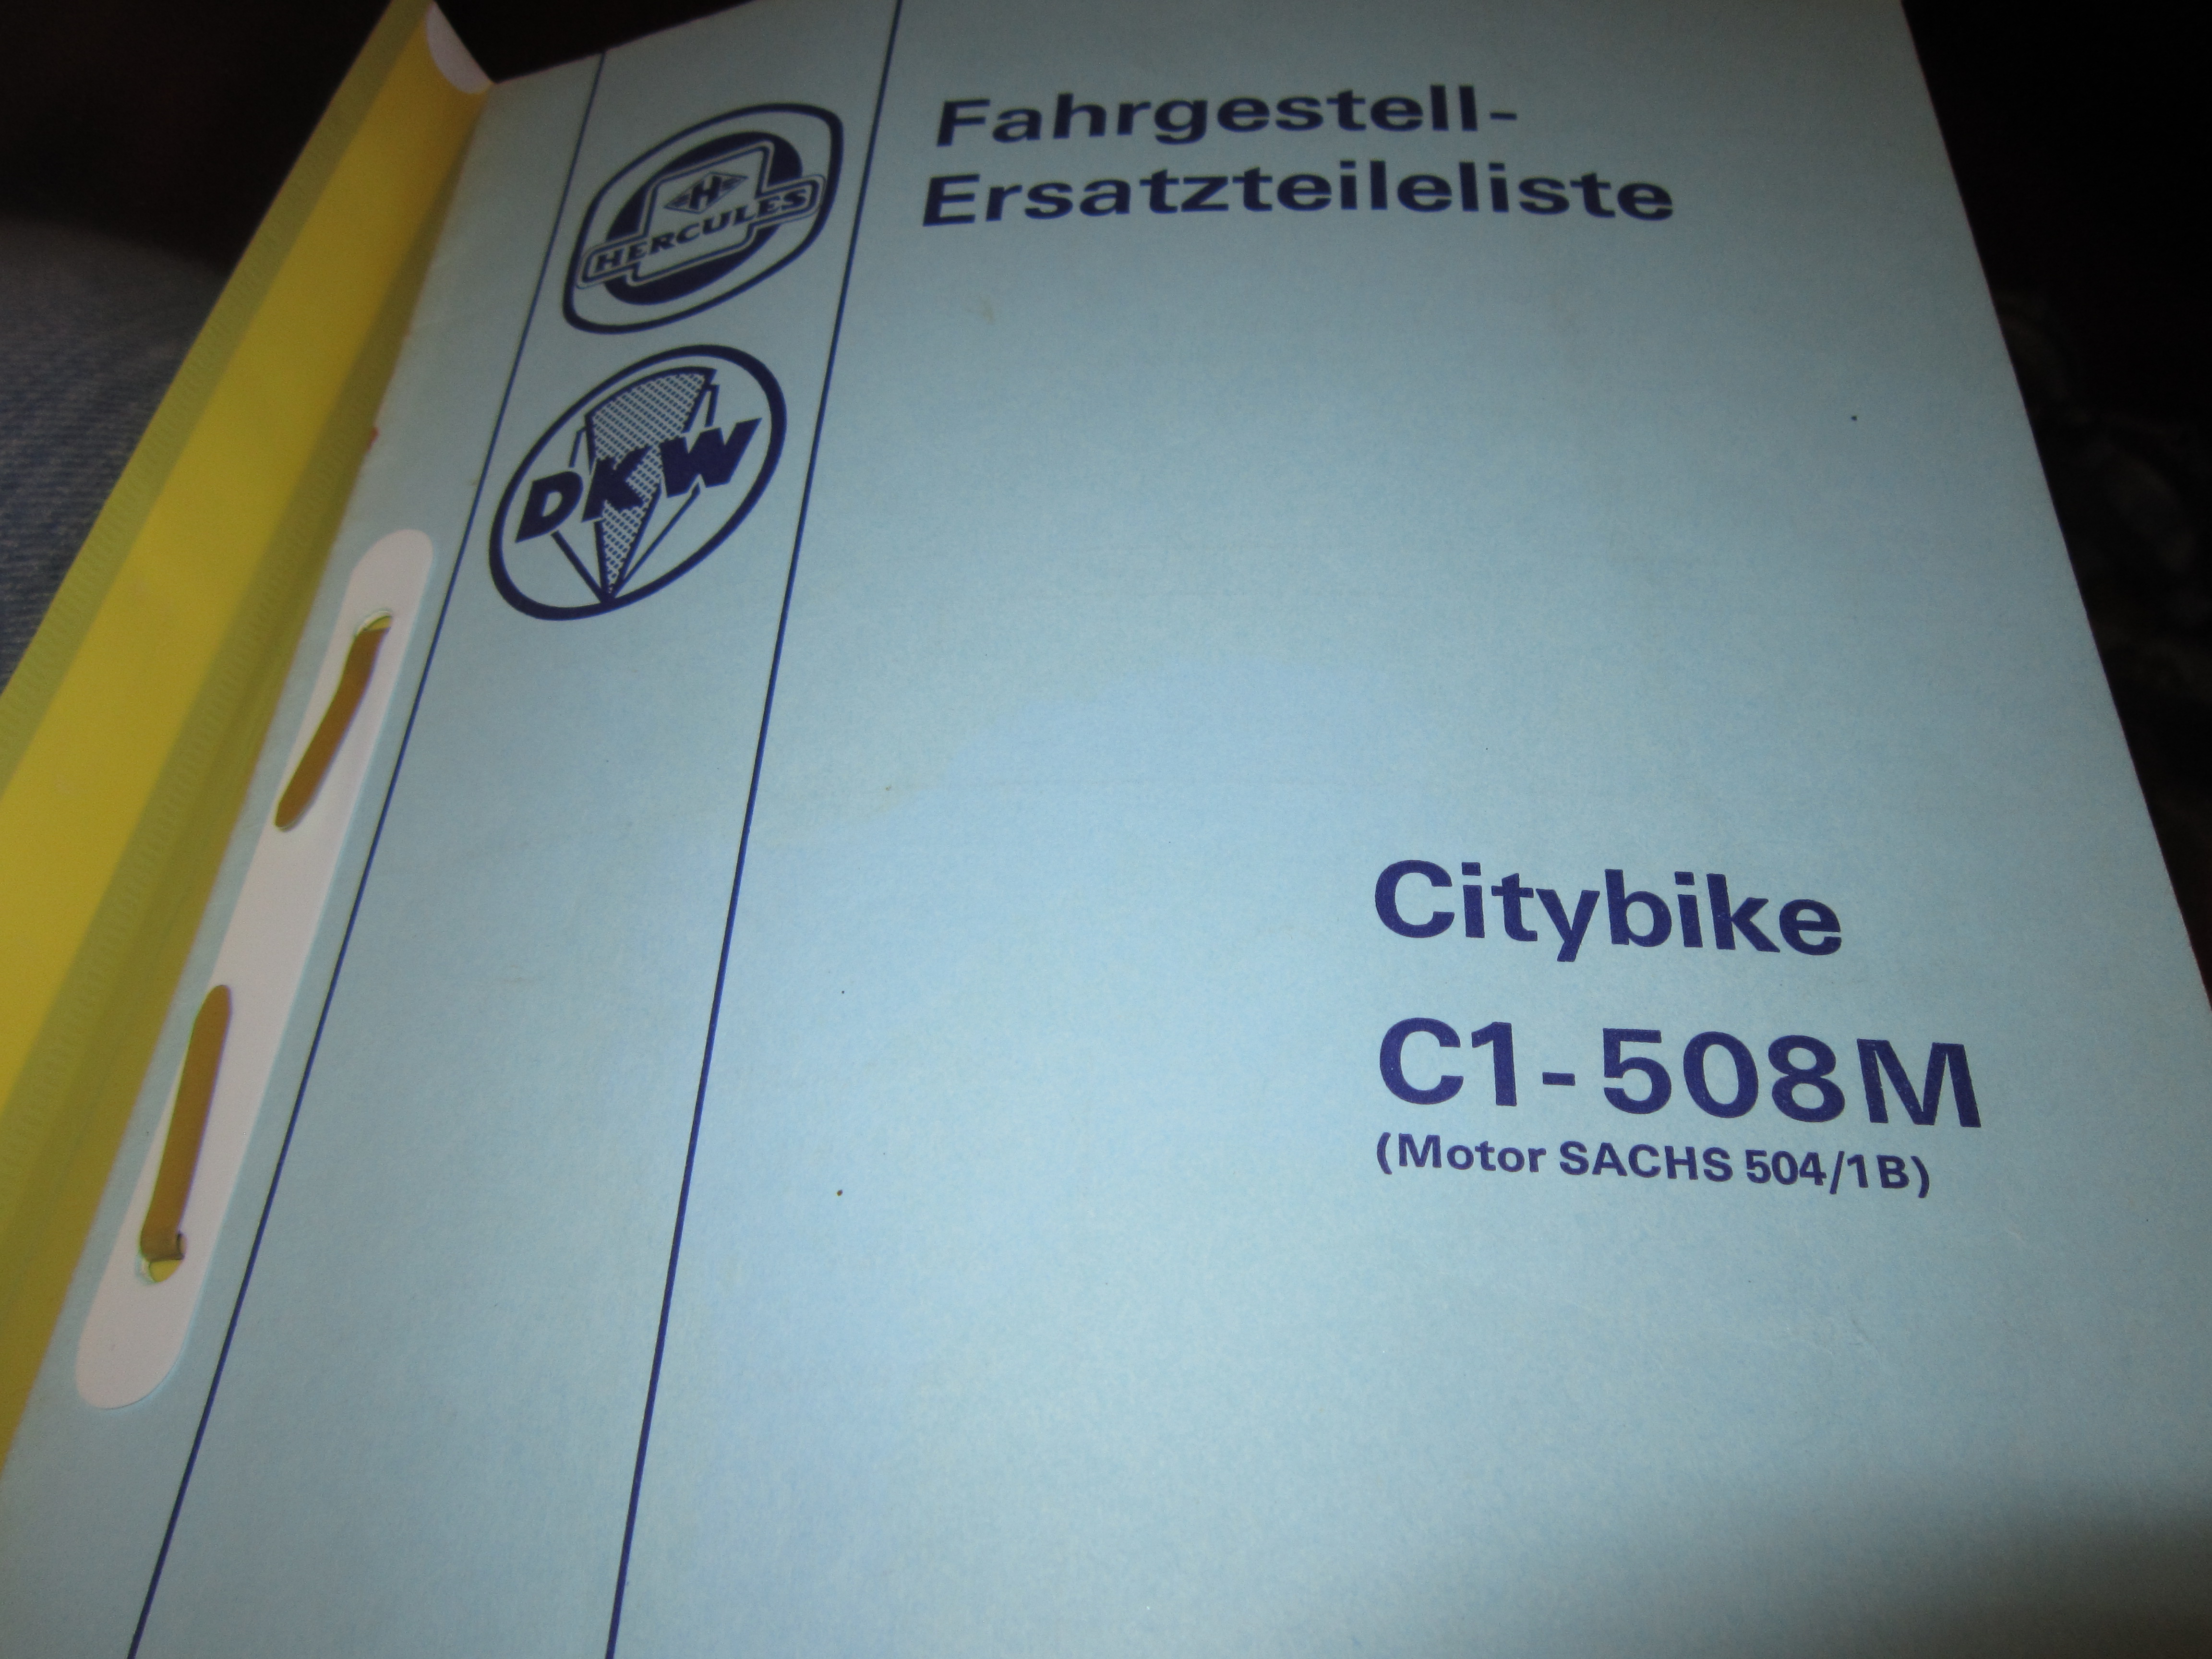 Fahrgestell-
Ersatzteileliste
H
HERCULES
DKW
Citybike
C1-508M
(Motor SACHS 504/1B)